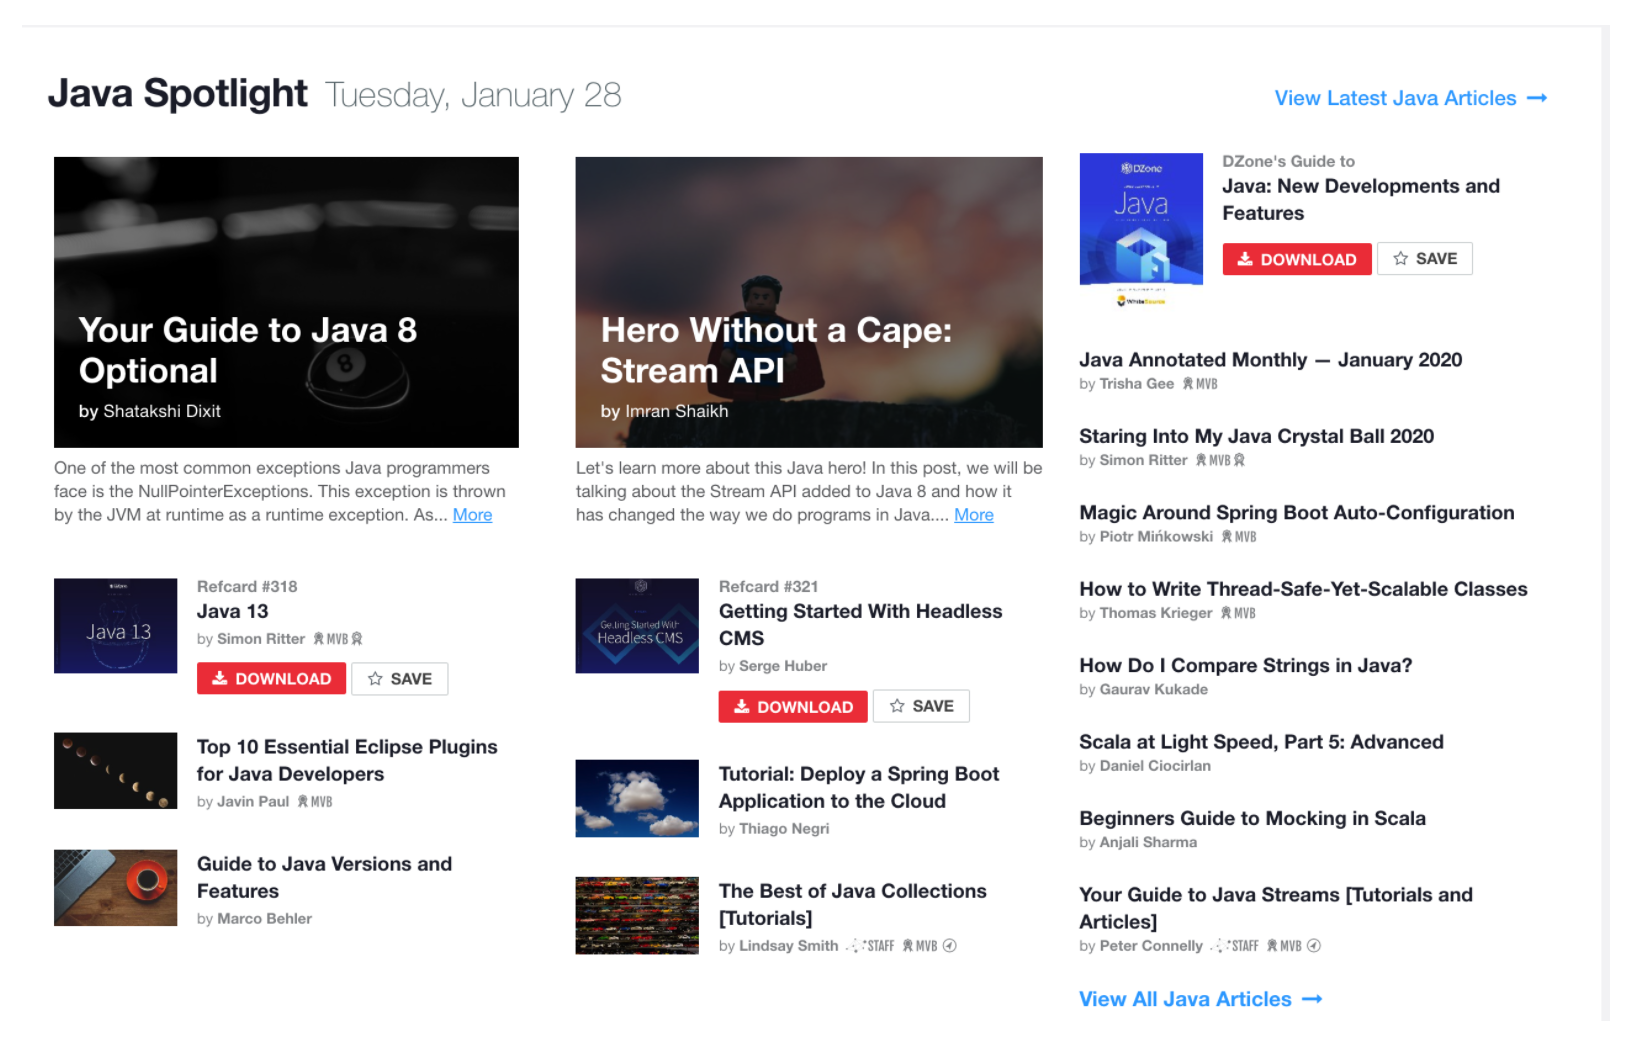 Java Spotlight Tuesday, January 28
View Latest Java Articles →
Your Guide to Java 8
Optional
by Shatakshi Dixit
One of the most common exceptions Java programmers
face is the NullPointerExceptions. This exception is thrown
by the JVM at runtime as a runtime exception. As... More
Refcard #318
Java 13
by Simon Ritter MVB
DOWNLOAD SAVE
DZone
Java 13
Top 10 Essential Eclipse Plugins
for Java Developers
by Javin Paul MVB
Guide to Java Versions and
Features
by Marco Behler
8
Hero Without a Cape:
Stream API
by Imran Shaikh
Let's learn more about this Java hero! In this post, we will be
talking about the Stream API added to Java 8 and how it
has changed the way we do programs in Java.... More
Getting Started With
Headless CMS
Refcard #321
Getting Started With Headless
CMS
by Serge Huber
DOWNLOAD SAVE
Tutorial: Deploy a Spring Boot
Application to the Cloud
by Thiago Negri
The Best of Java Collections
[Tutorials]
by Lindsay Smith STAFF MVB
DZone
Java
WhiteSource
DZone's Guide to
Java: New Developments and
Features
DOWNLOAD SAVE
Java Annotated Monthly — January 2020
by Trisha Gee MVB
Staring Into My Java Crystal Ball 2020
by Simon Ritter MVB
Magic Around Spring Boot Auto-Configuration
by Piotr Mińkowski MVB
How to Write Thread-Safe-Yet-Scalable Classes
by Thomas Krieger MVB
How Do I Compare Strings in Java?
by Gaurav Kukade
Scala at Light Speed, Part 5: Advanced
by Daniel Ciocirlan
Beginners Guide to Mocking in Scala
by Anjali Sharma
Your Guide to Java Streams [Tutorials and
Articles]
by Peter Connelly STAFF MVB
View All Java Articles →